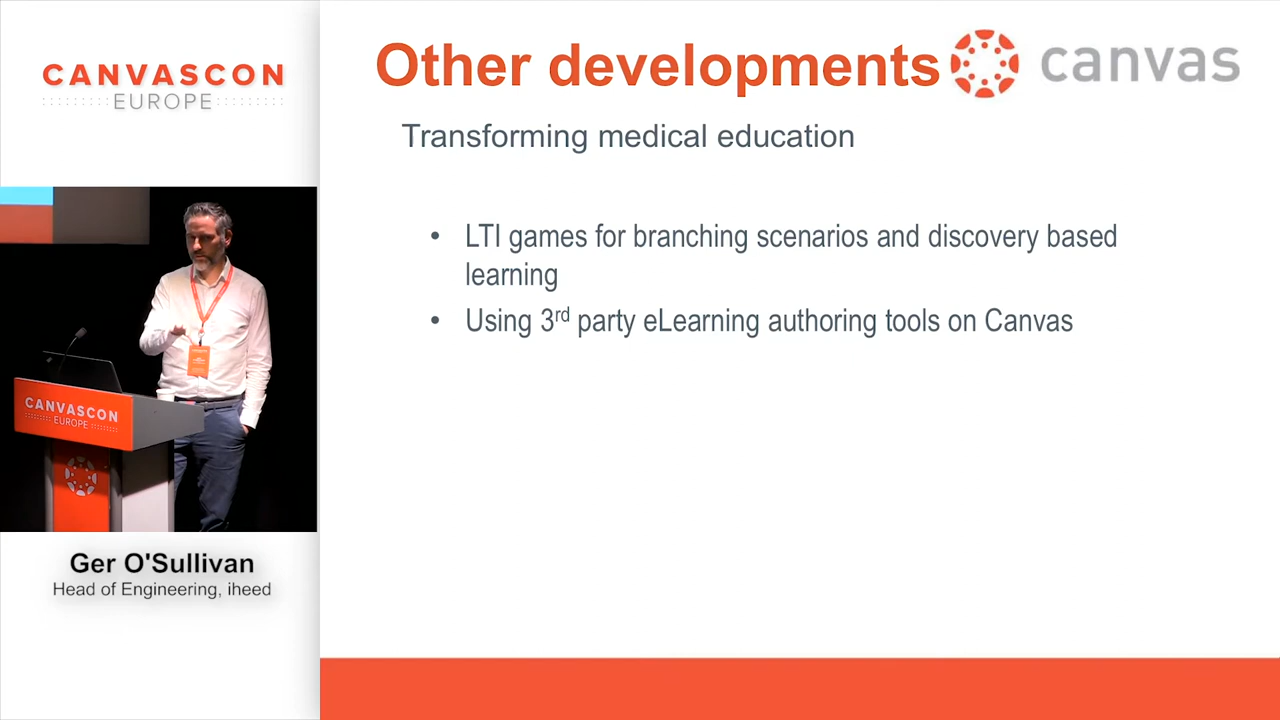 CANVASCON
EUROPE
Other developments
canvas
Transforming medical education
• LTI games for branching scenarios and discovery based
learning
• Using 3rd party eLearning authoring tools on Canvas
CANVASCON
EUROPE
Ger O'Sullivan
Head of Engineering, iheed